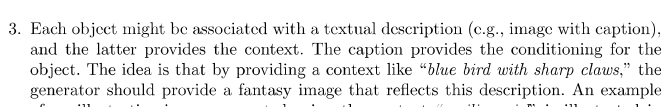 3. Each object might be associated with a textual description (e.g., image with caption),
and the latter provides the context. The caption provides the conditioning for the
object. The idea is that by providing a context like “blue bird with sharp claws,” the
generator should provide a fantasy image that reflects this description. An example